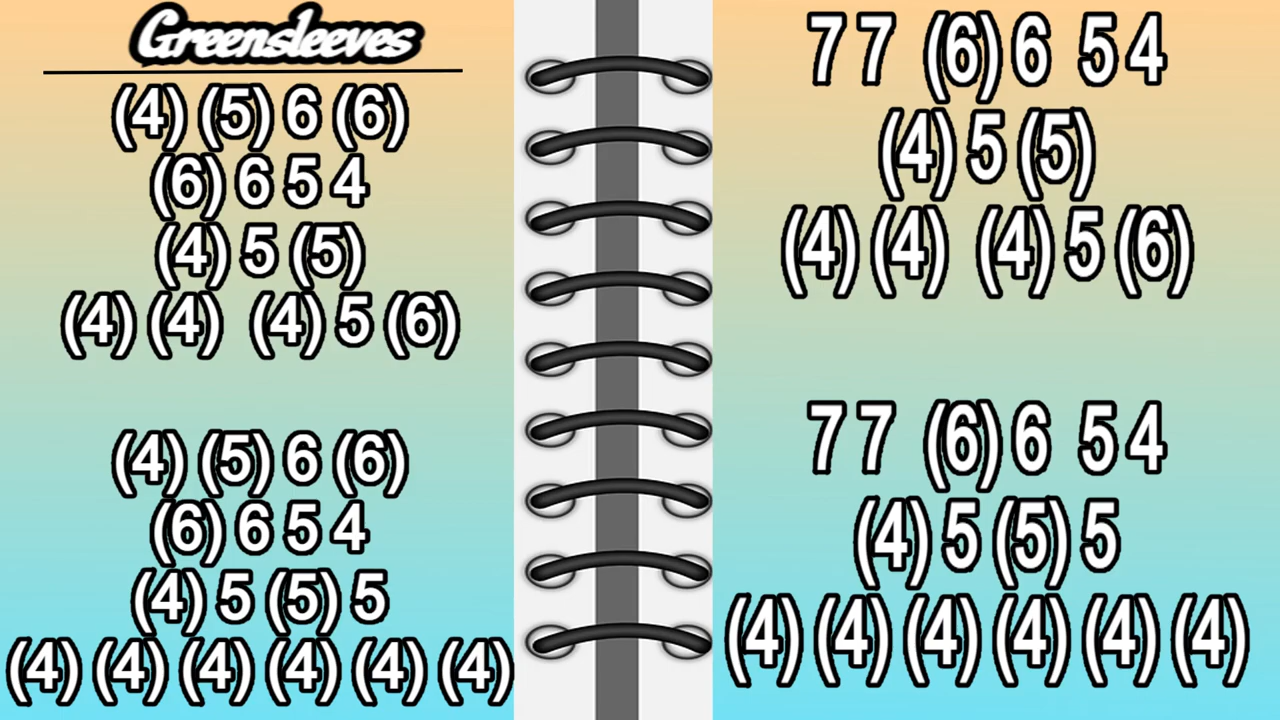 Greensleeves
(4) (5) 6 (6)
(6) 6 5 4
(4) 5 (5)
(4) (4) (4) 5 (6)
(4) (5) 6 (6)
(6) 6 5 4
(4) 5 (5) 5
(4) (4) (4) (4) (4) (4)
7 7 (6) 6 5 4
(4) 5 (5)
(4) (4) (4) 5 (6)
7 7 (6) 6 5 4
(4) 5 (5) 5
(4) (4) (4) (4) (4) (4)